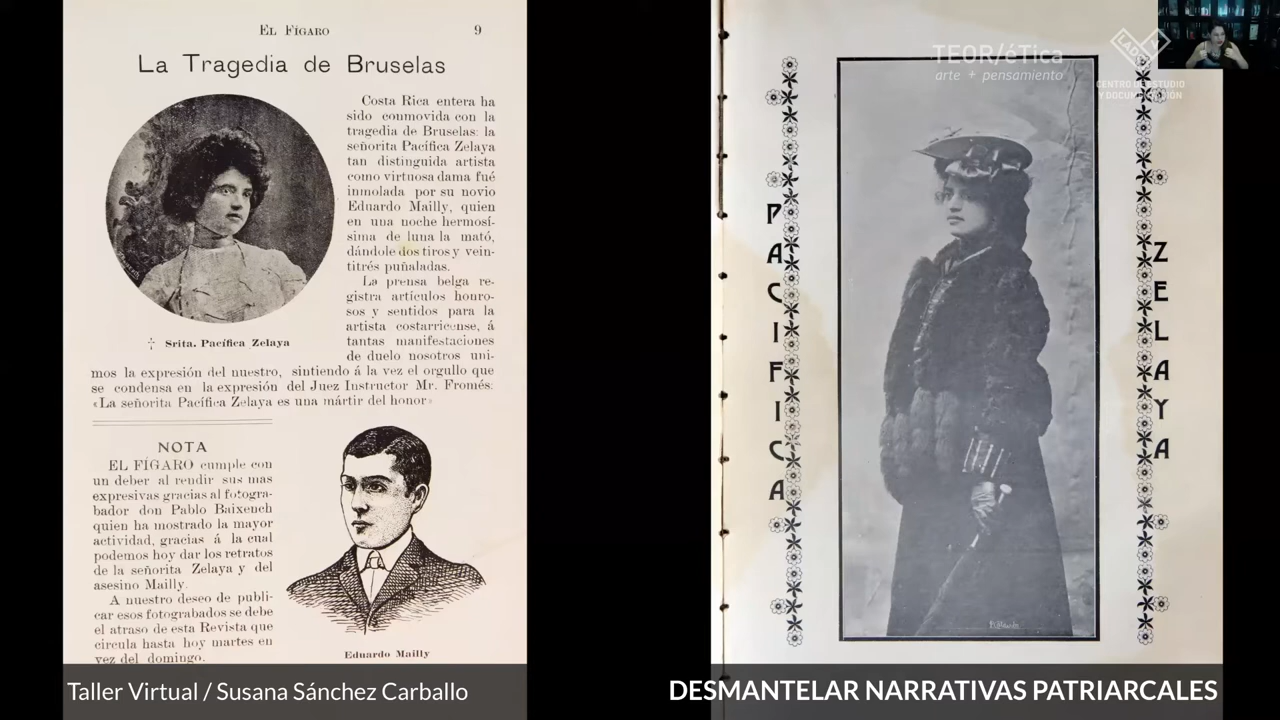 EL FÍGARO
9
La Tragedia de Bruselas
Costa Rica entera ha
sido conmovida con la
tragedia de Bruselas: la
señorita Pacífica Zelaya
tan distinguida artista
como virtuosa dama fué
inmolada por su novio
Eduardo Mailly, quien
en una noche hermosí-
sima de luna la mató,
dándole dos tiros y vein-
titrés puñaladas.
La prensa belga re-
gistra artículos honro-
sos y sentidos para la
artista costarricense, á
tantas manifestaciones
de duelo nosotros uni-
mos la expresión del nuestro, sintiendo á la vez el orgullo que
se condensa en la expresión del Juez Instructor Mr. Fromés:
«La señorita Pacífica Zelaya es una mártir del honor»
† Srita. Pacífica Zelaya
NOTA
EL FÍGARO cumple con
un deber al rendir sus mas
expresivas gracias al fotogra-
bador don Pablo Baixench
quien ha mostrado la mayor
actividad, gracias á la cual
podemos hoy dar los retratos
de la señorita Zelaya y del
asesino Mailly.
A nuestro deseo de publi-
car esos fotograbados se debe
el atraso de esta Revista que
circula hasta hoy martes en
vez del domingo.
Eduardo Mailly
PACIFICA
ZELAYA
TEOR/éTica
arte + pensamiento
LADO V
CENTRO DE ESTUDIO
Y DOCUMENTACIÓN
Taller Virtual / Susana Sánchez Carballo
DESMANTELAR NARRATIVAS PATRIARCALES